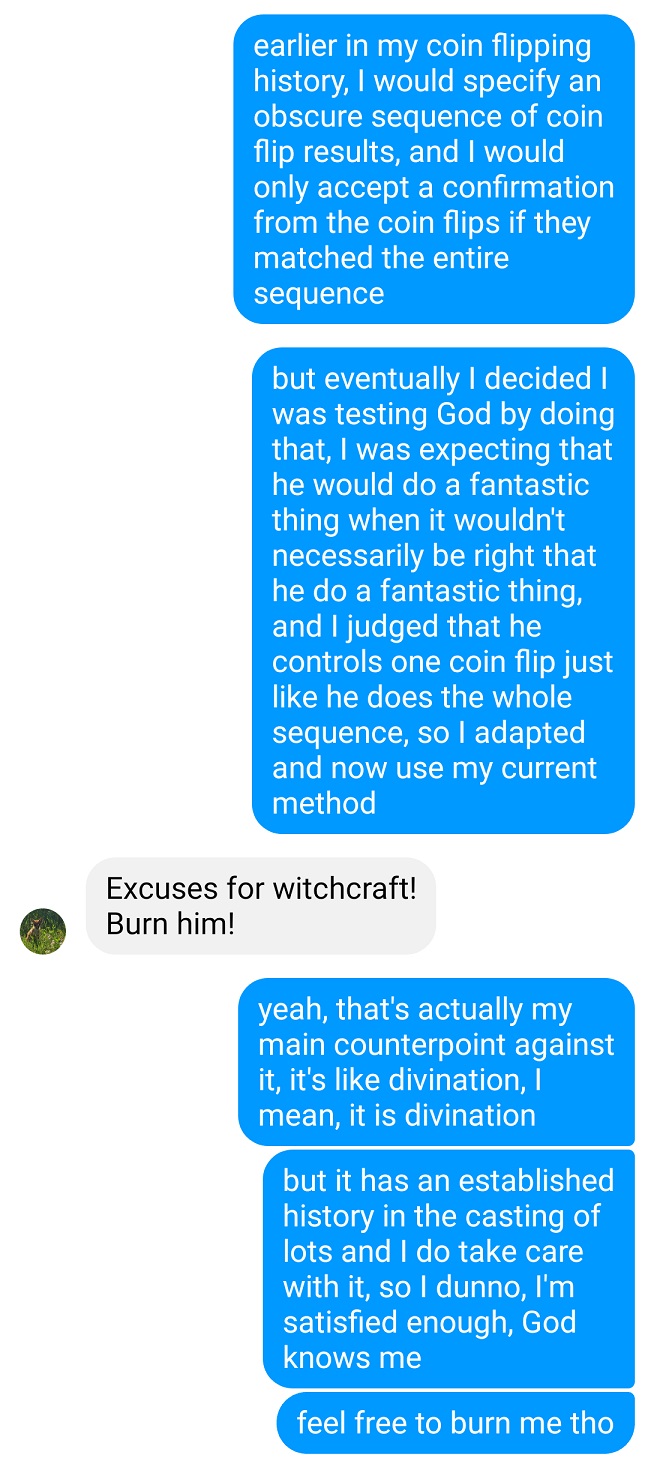 earlier in my coin flipping
history, I would specify an
obscure sequence of coin
flip results, and I would
only accept a confirmation
from the coin flips if they
matched the entire
sequence
but eventually I decided I
was testing God by doing
that, I was expecting that
he would do a fantastic
thing when it wouldn't
necessarily be right that
he do a fantastic thing,
and I judged that he
controls one coin flip just
like he does the whole
sequence, so I adapted
and now use my current
method
Excuses for witchcraft!
Burn him!
yeah, that's actually my
main counterpoint against
it, it's like divination, I
mean, it is divination
but it has an established
history in the casting of
lots and I do take care
with it, so I dunno, I'm
satisfied enough, God
knows me
feel free to burn me tho